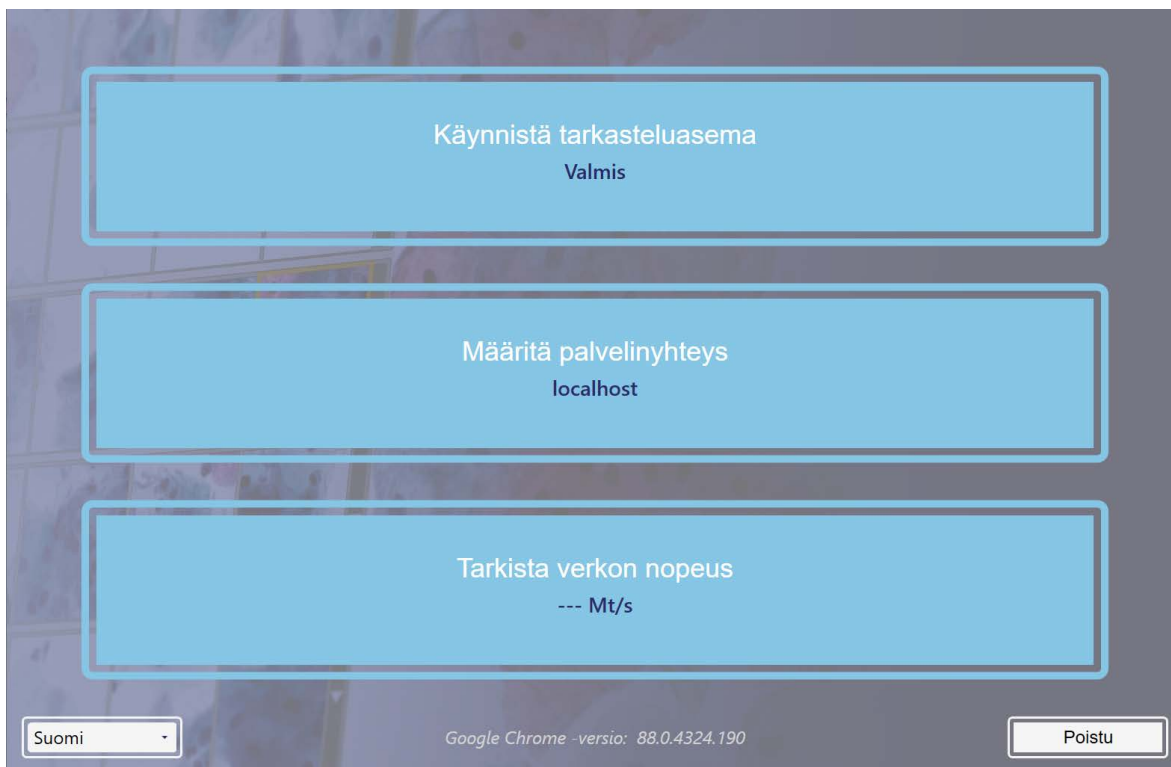 Käynnistä tarkasteluasema
Valmis
Määritä palvelinyhteys
localhost
Tarkista verkon nopeus
--- Mt/s
Suomi
Google Chrome -versio: 88.0.4324.190
Poistu